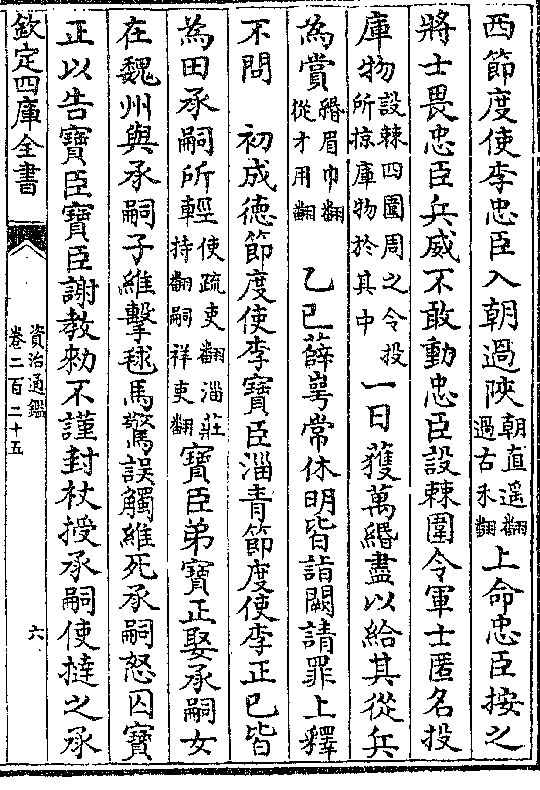 西節度使李忠臣入朝過陜朝直遥翻過古禾翻上命忠臣按之
將士畏忠臣兵威不敢動忠臣設棘圍令軍士匿名投
庫物設棘四圍周之令投所掠庫物於其中一日獲萬緡盡以給其從兵
為賞緡眉巾翻從才用翻 乙巳薛㟧常休明皆詣闕請罪上釋
不問 初成德節度使李寶臣淄青節度使李正已皆
為田承嗣所輕使疏吏翻淄莊持翻嗣祥吏翻寶臣弟寶正娶承嗣女
在魏州與承嗣子維擊毬馬驚誤觸維死承嗣怒囚寶
正以告寶臣寶臣謝教勑不謹封杖授承嗣使撻之承
欽定四庫全書
資治通鑑
卷二百二十五
六